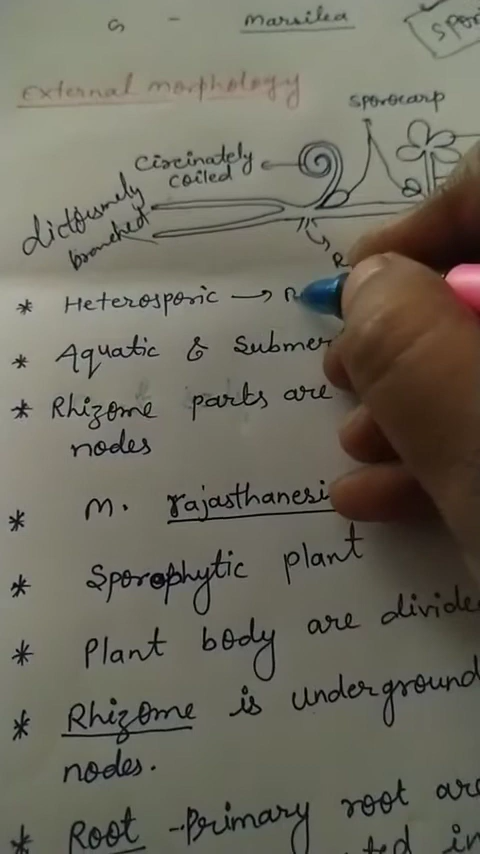 G - Marsilea
External morphology
sporocarp
Circinately
coiled
dictousmely
branched
* Heterosporic →
* Aquatic & Submer
* Rhizome parts are
nodes
* M. rajasthanesi
* Sporophytic plant
* Plant body are divide
* Rhizome is underground
nodes.
* Root - Primary root are